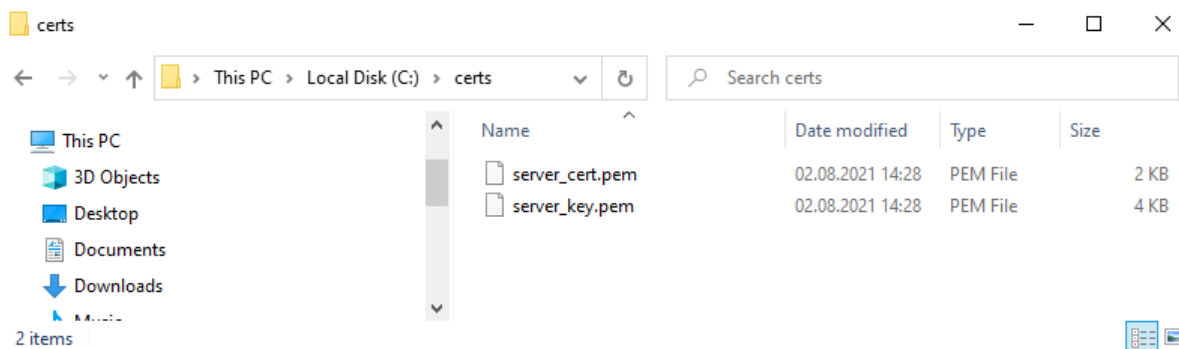 certs
This PC > Local Disk (C:) > certs
Search certs
This PC
3D Objects
Desktop
Documents
Downloads
Name Date modified Type Size
server_cert.pem 02.08.2021 14:28 PEM File 2 KB
server_key.pem 02.08.2021 14:28 PEM File 4 KB
2 items